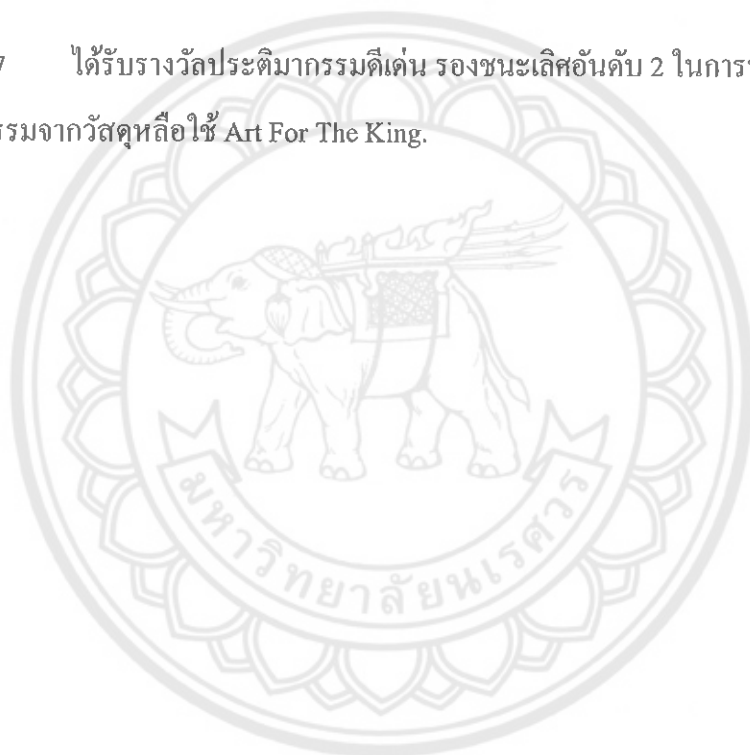 7 ได้รับรางวัลประติมากรรมดีเด่น รองชนะเลิศอันดับ 2 ในการ
รรมจากวัสดุหลือใช้ Art For The King.
มหาวิทยาลัยนเรศวร